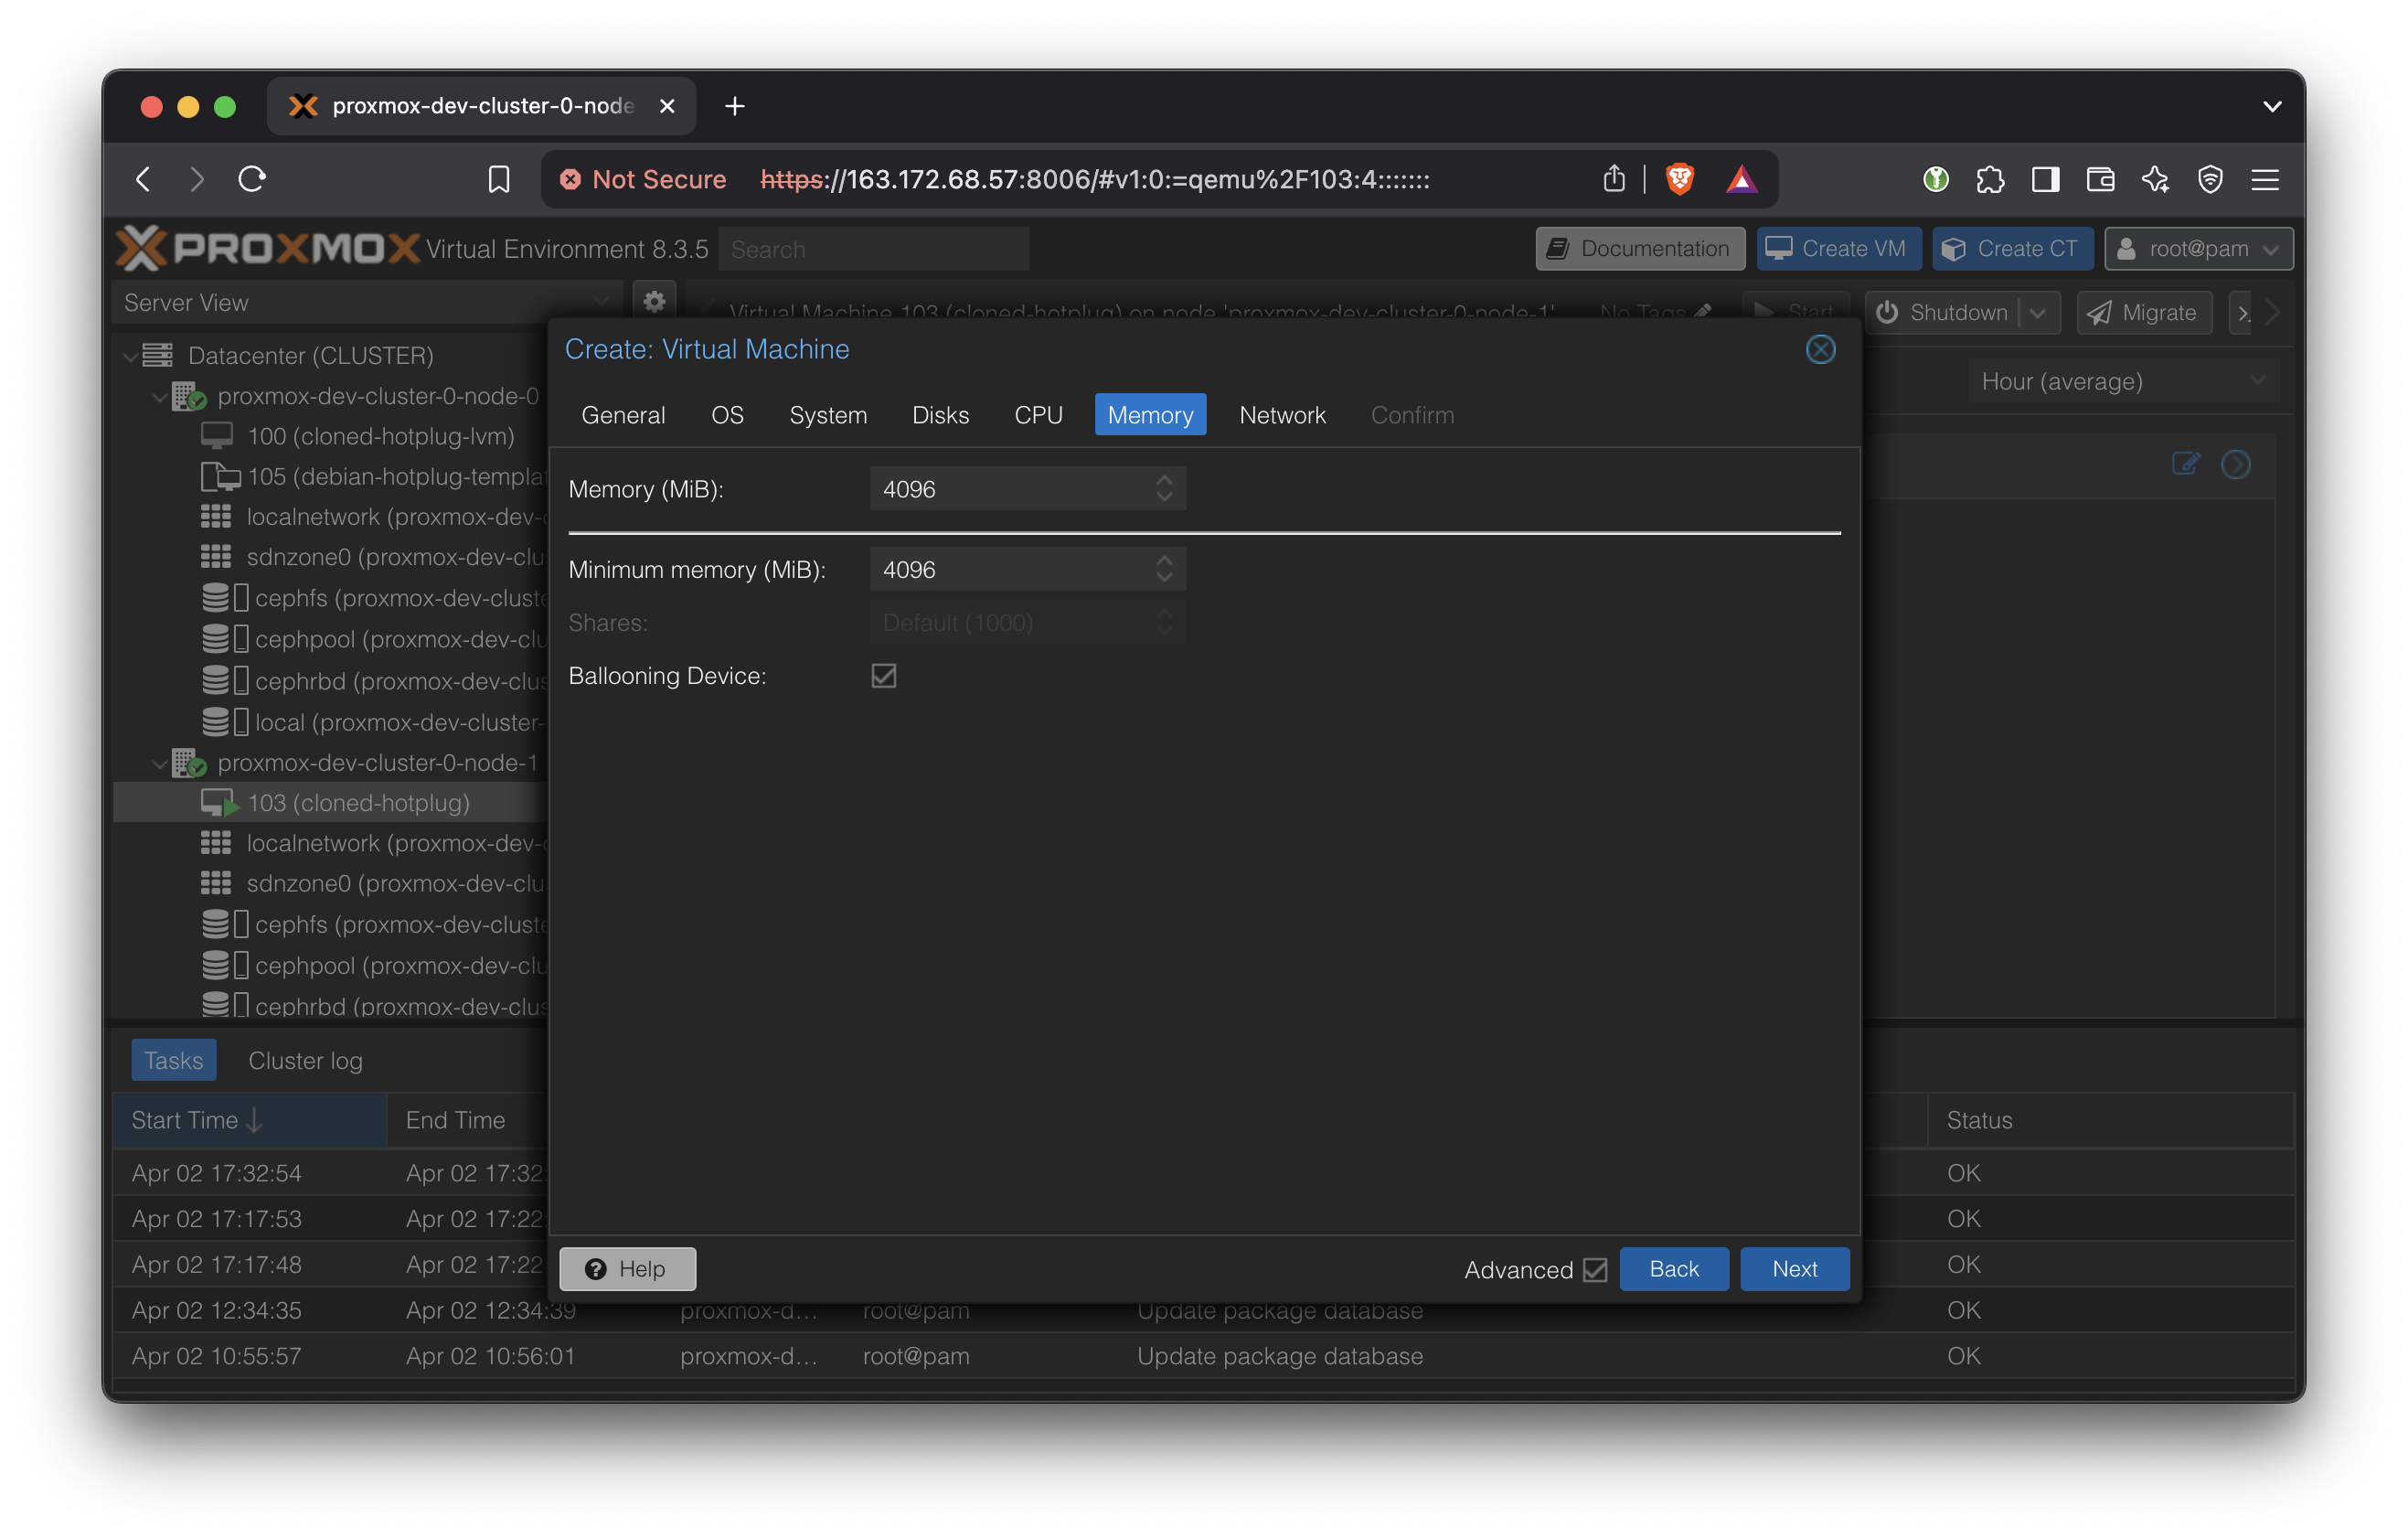 proxmox-dev-cluster-0-node
Not Secure https://163.172.68.57:8006/#v1:0:=qemu%2F103:4:::::::
PROXMOX Virtual Environment 8.3.5 Search Documentation Create VM Create CT root@pam
Server View
Virtual Machine 103 (cloned-hotplug) on node 'proxmox-dev-cluster-0-node-1' No Tags Start Shutdown Migrate >_
Hour (average)
Datacenter (CLUSTER)
proxmox-dev-cluster-0-node-0
100 (cloned-hotplug-lvm)
105 (debian-hotplug-templat
localnetwork (proxmox-dev-c
sdnzone0 (proxmox-dev-clu
cephfs (proxmox-dev-cluste
cephpool (proxmox-dev-clu
cephrbd (proxmox-dev-clus
local (proxmox-dev-cluster-
proxmox-dev-cluster-0-node-1
103 (cloned-hotplug)
localnetwork (proxmox-dev-c
sdnzone0 (proxmox-dev-clu
cephfs (proxmox-dev-cluste
cephpool (proxmox-dev-clu
cephrbd (proxmox-dev-clus
Create: Virtual Machine
General OS System Disks CPU Memory Network Confirm
Memory (MiB): 4096
Minimum memory (MiB): 4096
Shares: Default (1000)
Ballooning Device:
Help Advanced Back Next
Tasks Cluster log
Start Time End Time Status
Apr 02 17:32:54 Apr 02 17:32: OK
Apr 02 17:17:53 Apr 02 17:22: OK
Apr 02 17:17:48 Apr 02 17:22: OK
Apr 02 12:34:35 Apr 02 12:34:39 proxmox-d... root@pam Update package database OK
Apr 02 10:55:57 Apr 02 10:56:01 proxmox-d... root@pam Update package database OK